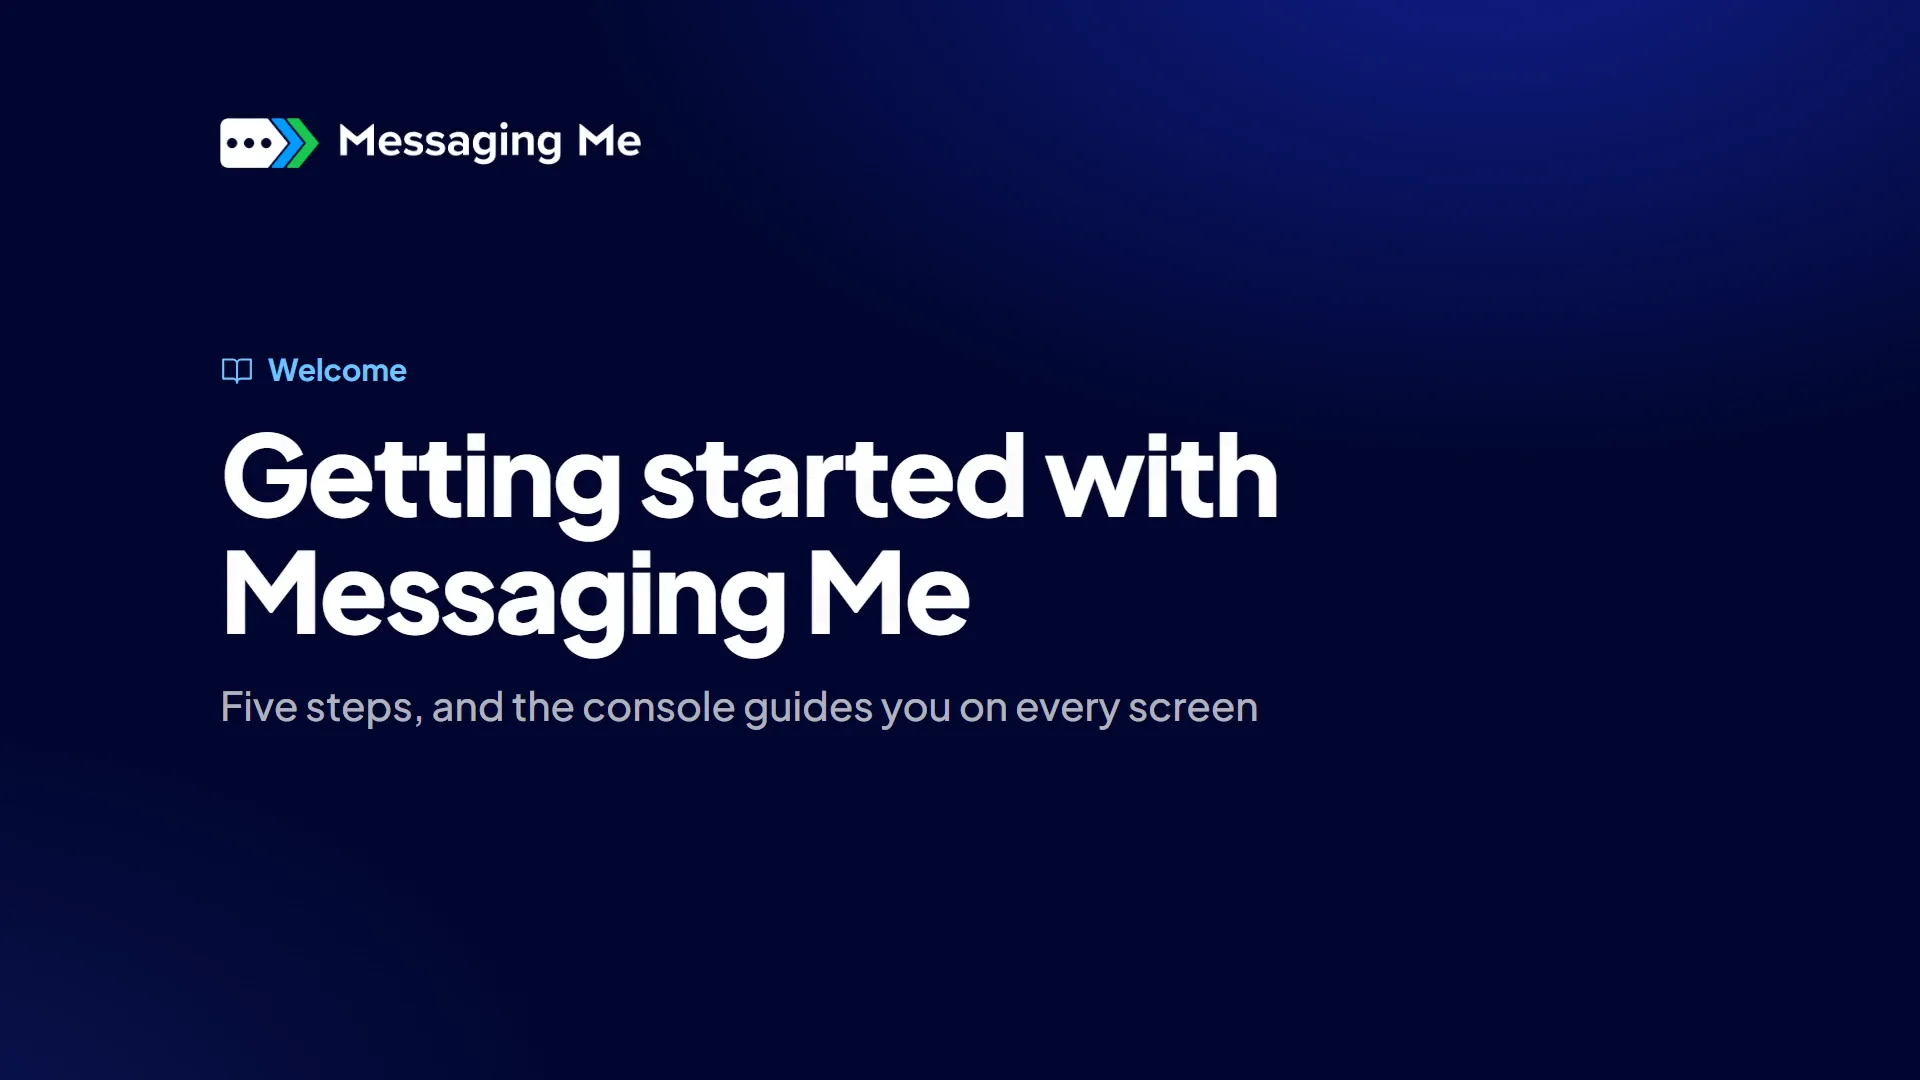 Messaging Me
Welcome
Getting started with
Messaging Me
Five steps, and the console guides you on every screen